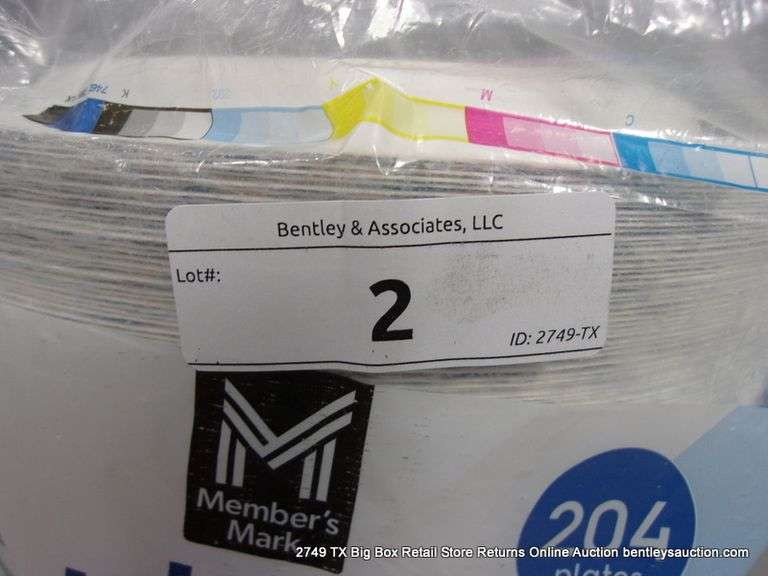 K
M
C
Bentley & Associates, LLC
Lot#:
2
ID: 2749-TX
Member's
Mark
204
plates
2749 TX Big Box Retail Store Returns Online Auction bentleysauction.com